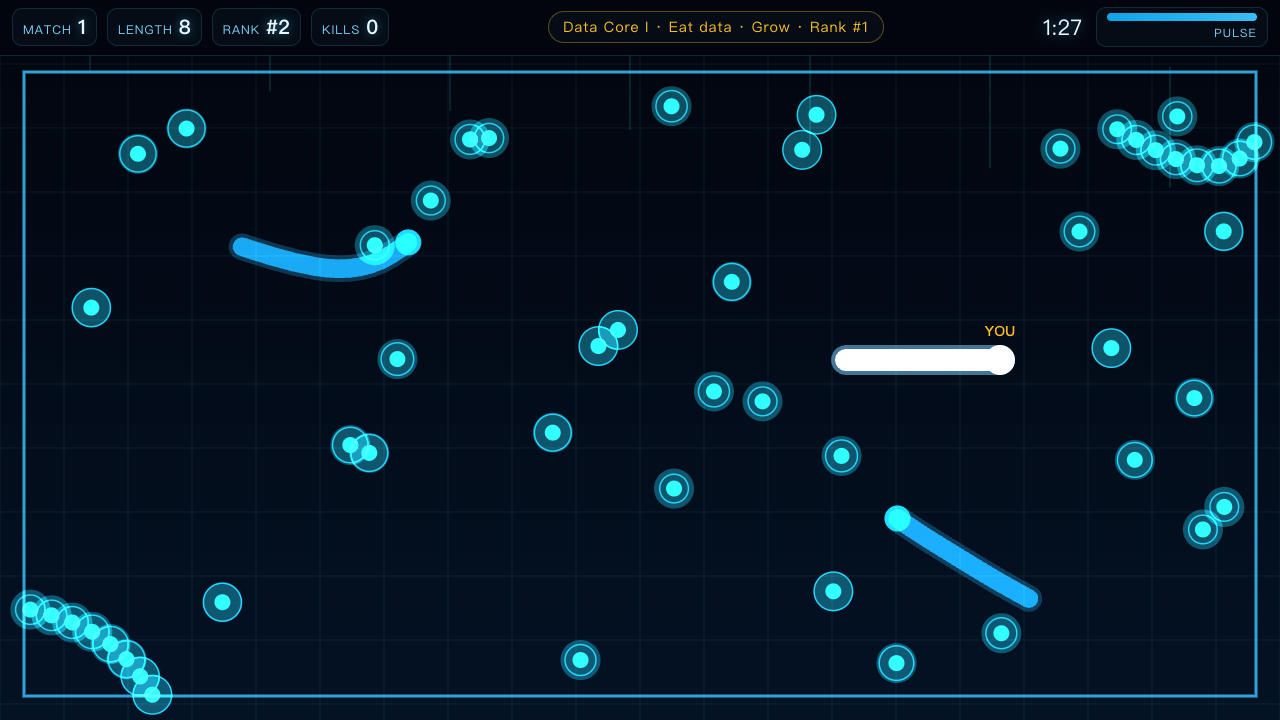 MATCH 1
LENGTH 8
RANK #2
KILLS 0
Data Core I · Eat data · Grow · Rank #1
1:27
PULSE
YOU